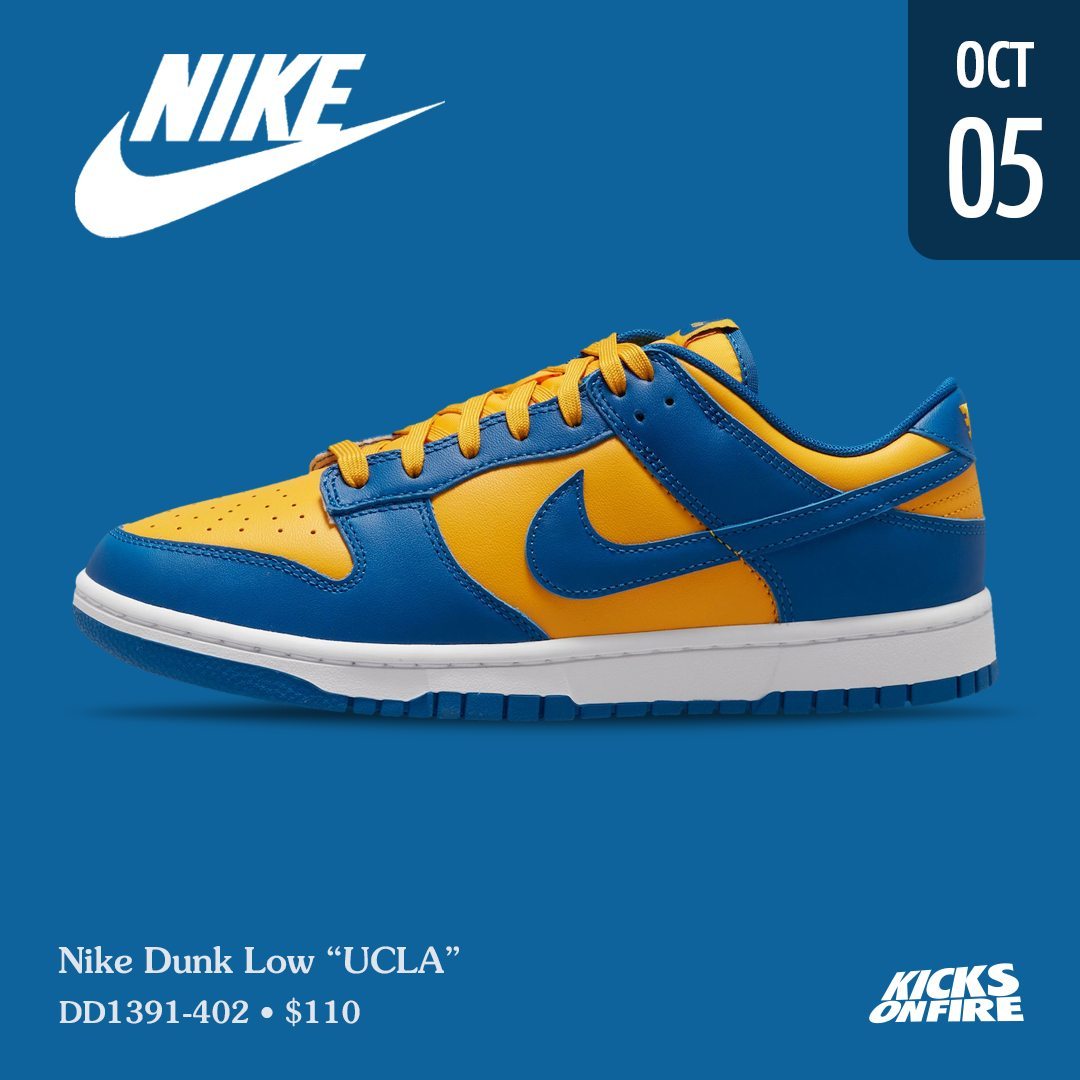 NIKE
OCT
05
Nike Dunk Low “UCLA”
DD1391-402 • $110
KICKS
ONFIRE